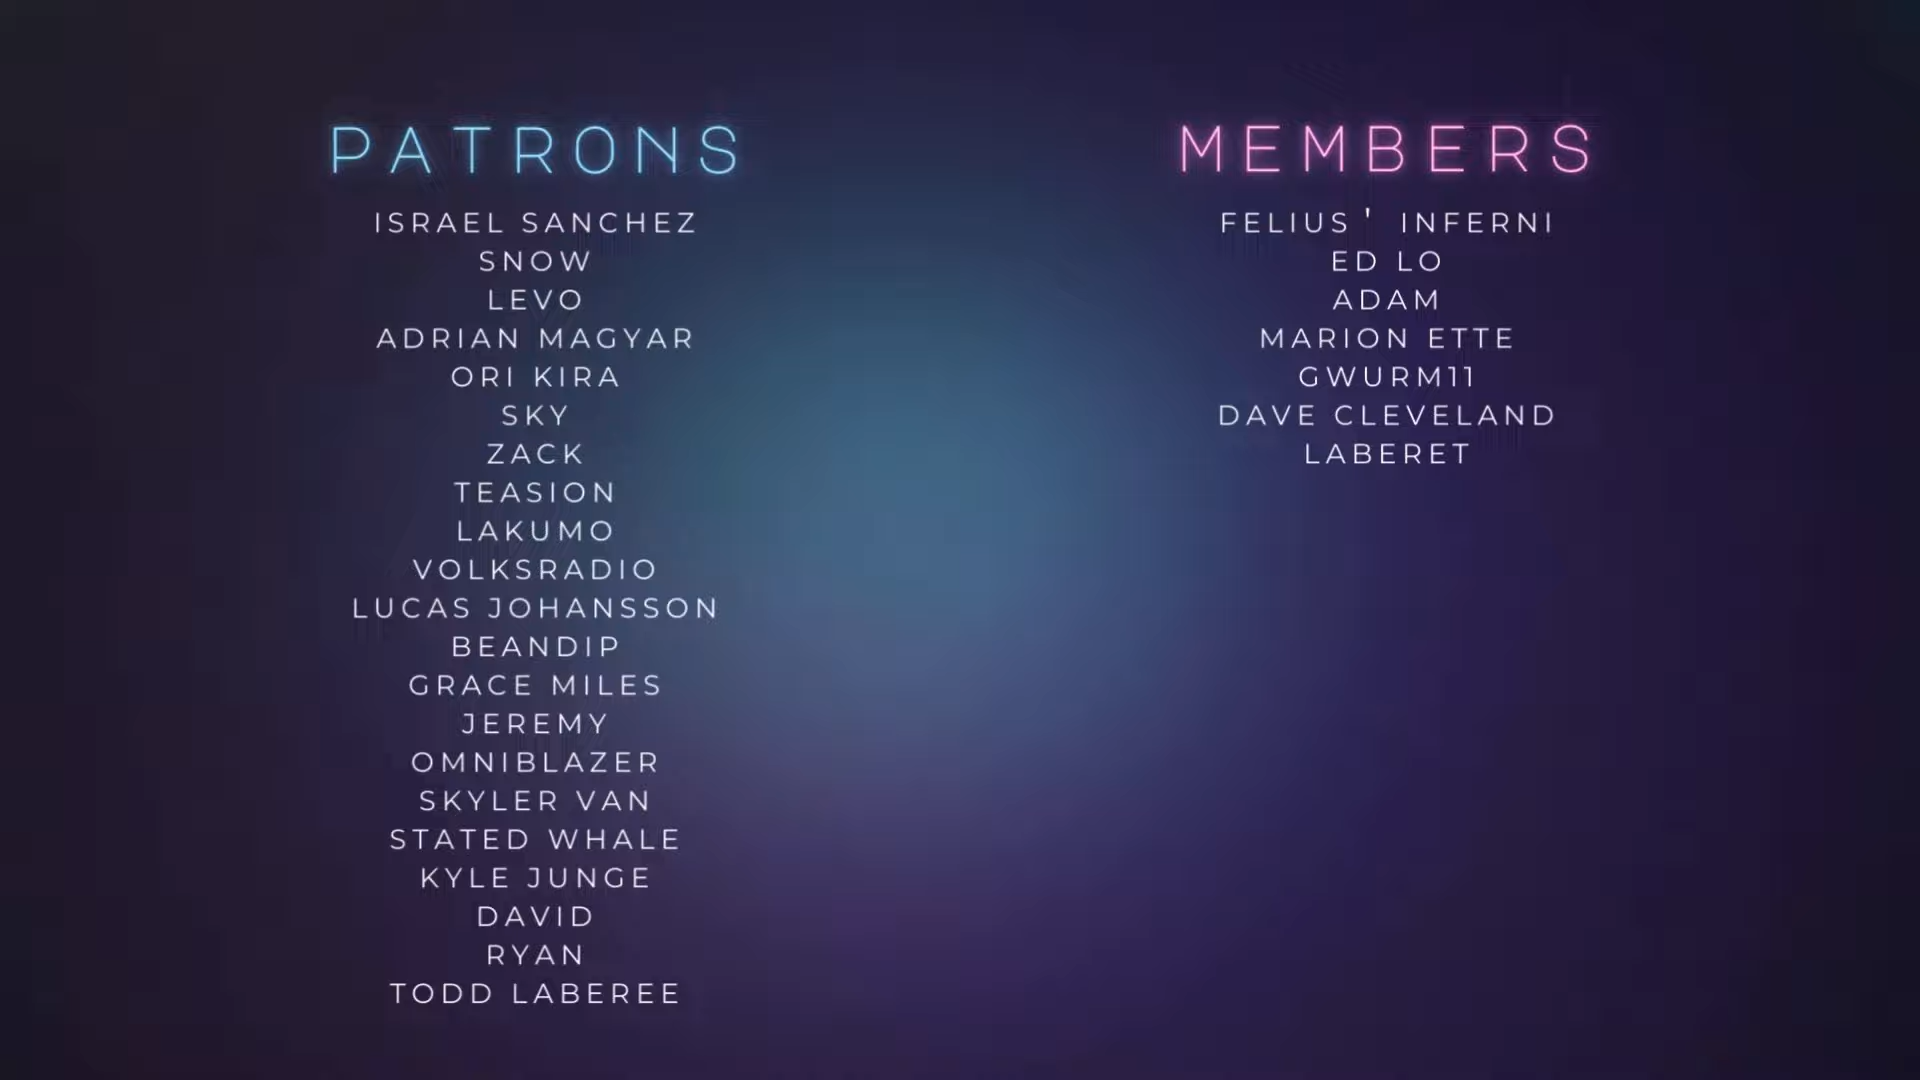 PATRONS
ISRAEL SANCHEZ
SNOW
LEVO
ADRIAN MAGYAR
ORI KIRA
SKY
ZACK
TEASION
LAKUMO
VOLKSRADIO
LUCAS JOHANSSON
BEANDIP
GRACE MILES
JEREMY
OMNIBLAZER
SKYLER VAN
STATED WHALE
KYLE JUNGE
DAVID
RYAN
TODD LABEREE
MEMBERS
FELIUS ' INFERNI
ED LO
ADAM
MARION ETTE
GWURM11
DAVE CLEVELAND
LABERET